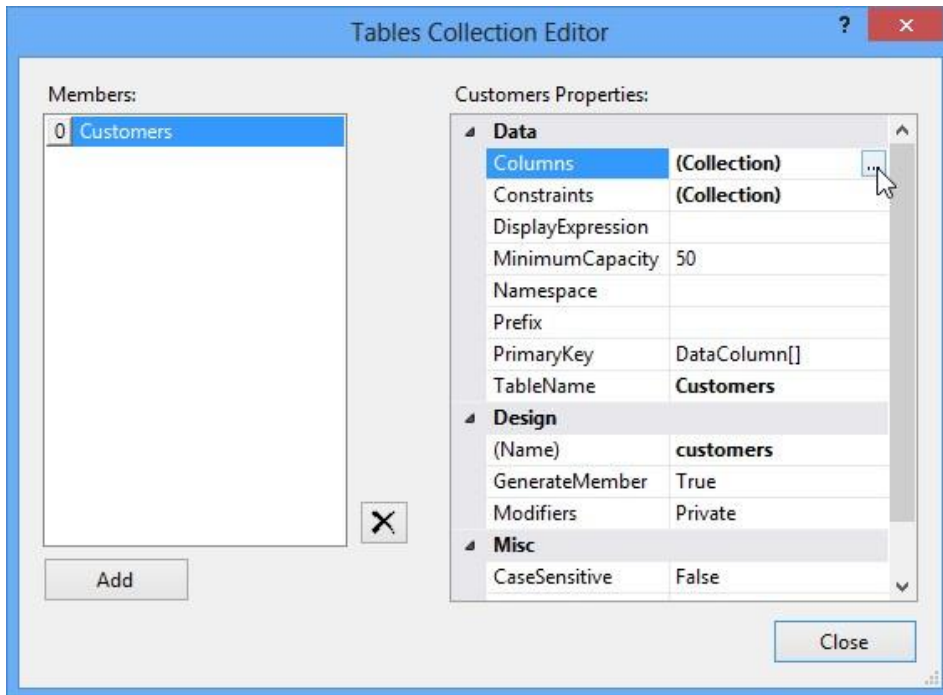 Tables Collection Editor
?
×
Members:
0 Customers
Add
Customers Properties:
Data
Columns (Collection) ...
Constraints (Collection)
DisplayExpression
MinimumCapacity 50
Namespace
Prefix
PrimaryKey DataColumn[]
TableName Customers
Design
(Name) customers
GenerateMember True
Modifiers Private
Misc
CaseSensitive False
Close